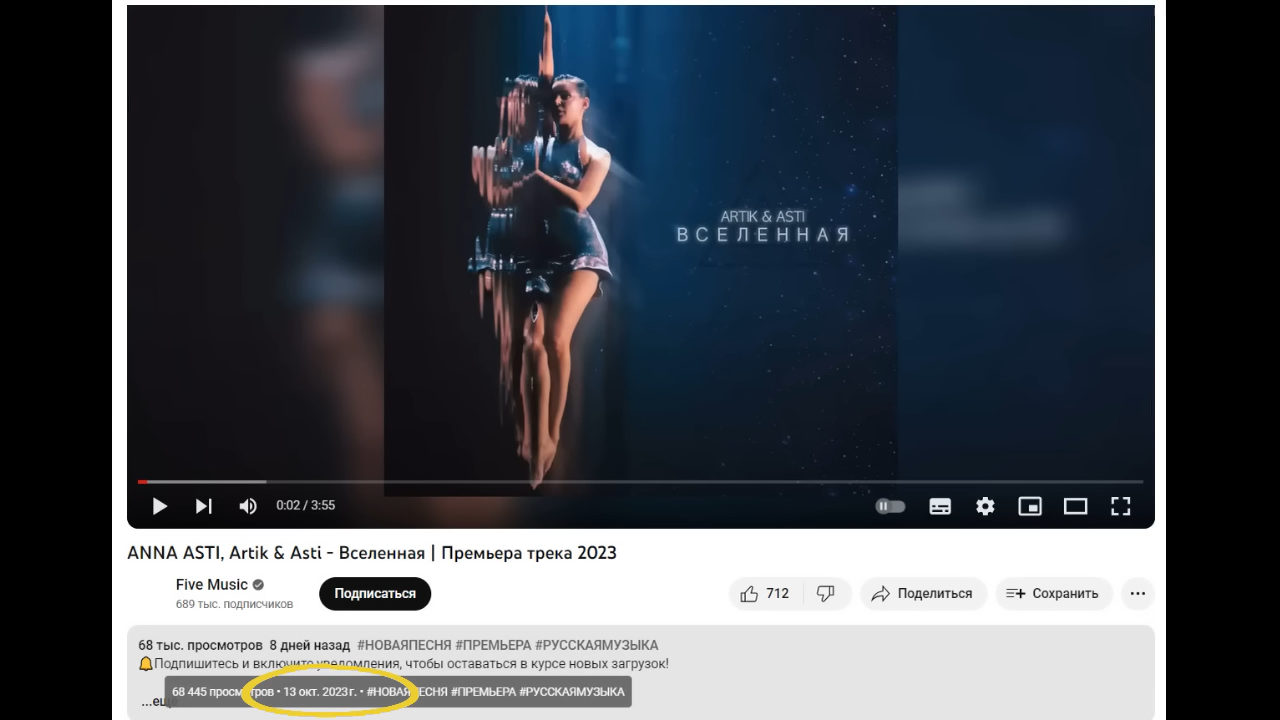 ARTIK & ASTI
ВСЕЛЕННАЯ
0:02 / 3:55
ANNA ASTI, Artik & Asti - Вселенная | Премьера трека 2023
Five Music
689 тыс. подписчиков
Подписаться
712
Поделиться
Сохранить
68 тыс. просмотров 8 дней назад #НОВАЯПЕСНЯ #ПРЕМЬЕРА #РУССКАЯМУЗЫКА
🔔Подпишитесь и включите уведомления, чтобы оставаться в курсе новых загрузок!
68 445 просмотров • 13 окт. 2023 г. • #НОВАЯПЕСНЯ #ПРЕМЬЕРА #РУССКАЯМУЗЫКА
...еще